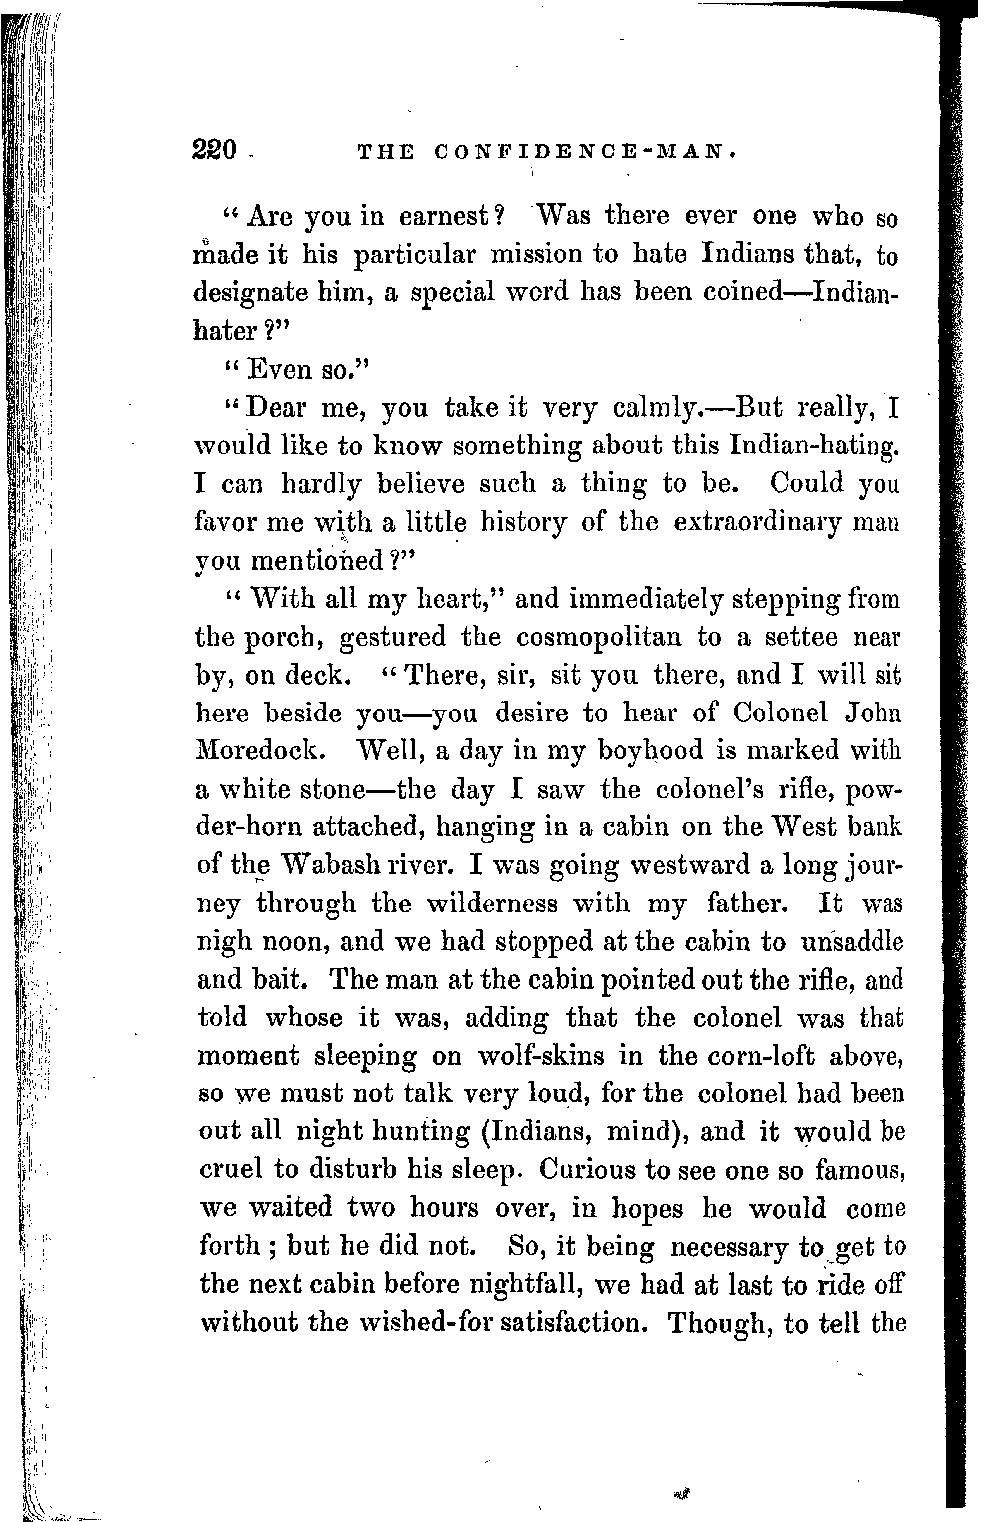 220 THE CONFIDENCE-MAN.
"Are you in earnest? Was there ever one who so
made it his particular mission to hate Indians that, to
designate him, a special word has been coined—Indian-
hater?"
"Even so."
"Dear me, you take it very calmly.—But really, I
would like to know something about this Indian-hating.
I can hardly believe such a thing to be. Could you
favor me with a little history of the extraordinary man
you mentioned?"
"With all my heart," and immediately stepping from
the porch, gestured the cosmopolitan to a settee near
by, on deck. "There, sir, sit you there, and I will sit
here beside you—you desire to hear of Colonel John
Moredock. Well, a day in my boyhood is marked with
a white stone—the day I saw the colonel's rifle, pow-
der-horn attached, hanging in a cabin on the West bank
of the Wabash river. I was going westward a long jour-
ney through the wilderness with my father. It was
nigh noon, and we had stopped at the cabin to unsaddle
and bait. The man at the cabin pointed out the rifle, and
told whose it was, adding that the colonel was that
moment sleeping on wolf-skins in the corn-loft above,
so we must not talk very loud, for the colonel had been
out all night hunting (Indians, mind), and it would be
cruel to disturb his sleep. Curious to see one so famous,
we waited two hours over, in hopes he would come
forth; but he did not. So, it being necessary to get to
the next cabin before nightfall, we had at last to ride off
without the wished-for satisfaction. Though, to tell the